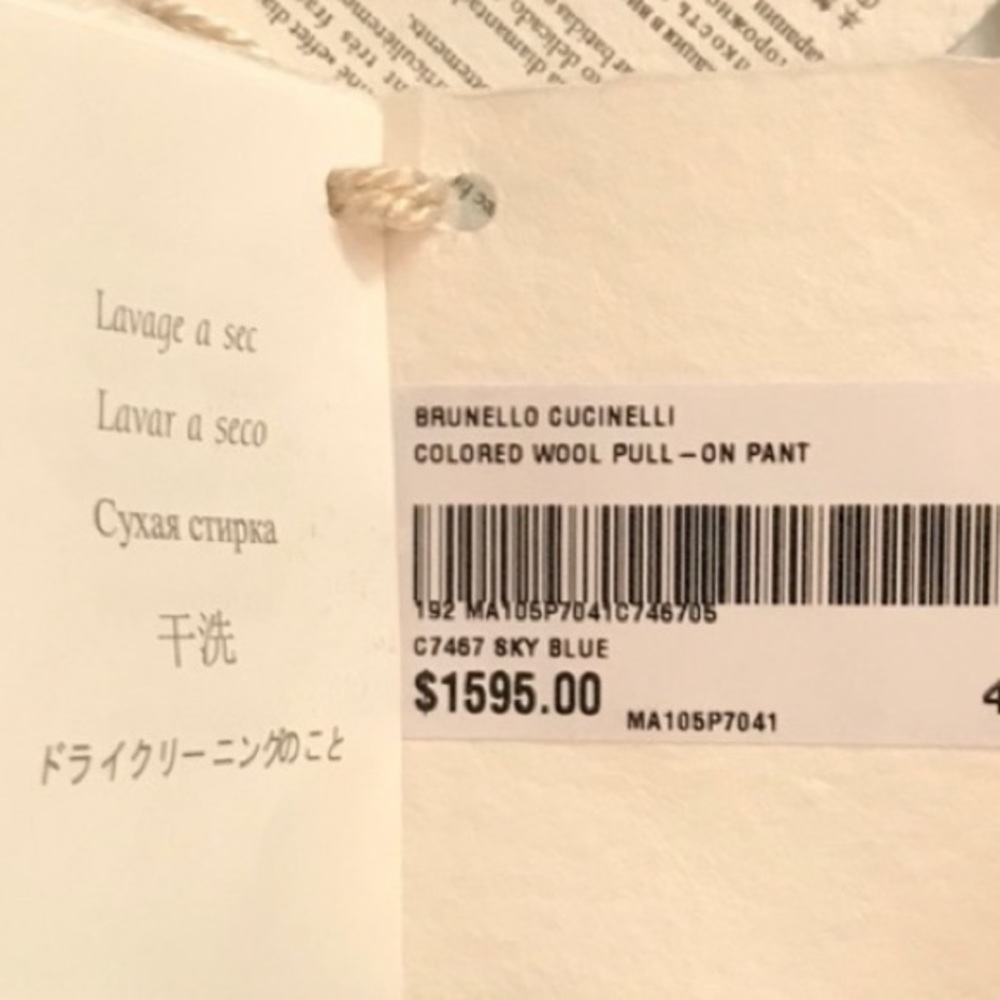 Lavage a sec
Lavar a seco
Сухая стирка
干洗
ドライクリーニングのこと
BRUNELLO CUCINELLI
COLORED WOOL PULL-ON PANT
192 MA105P7041C746705
C7467 SKY BLUE
$1595.00
MA105P7041
4